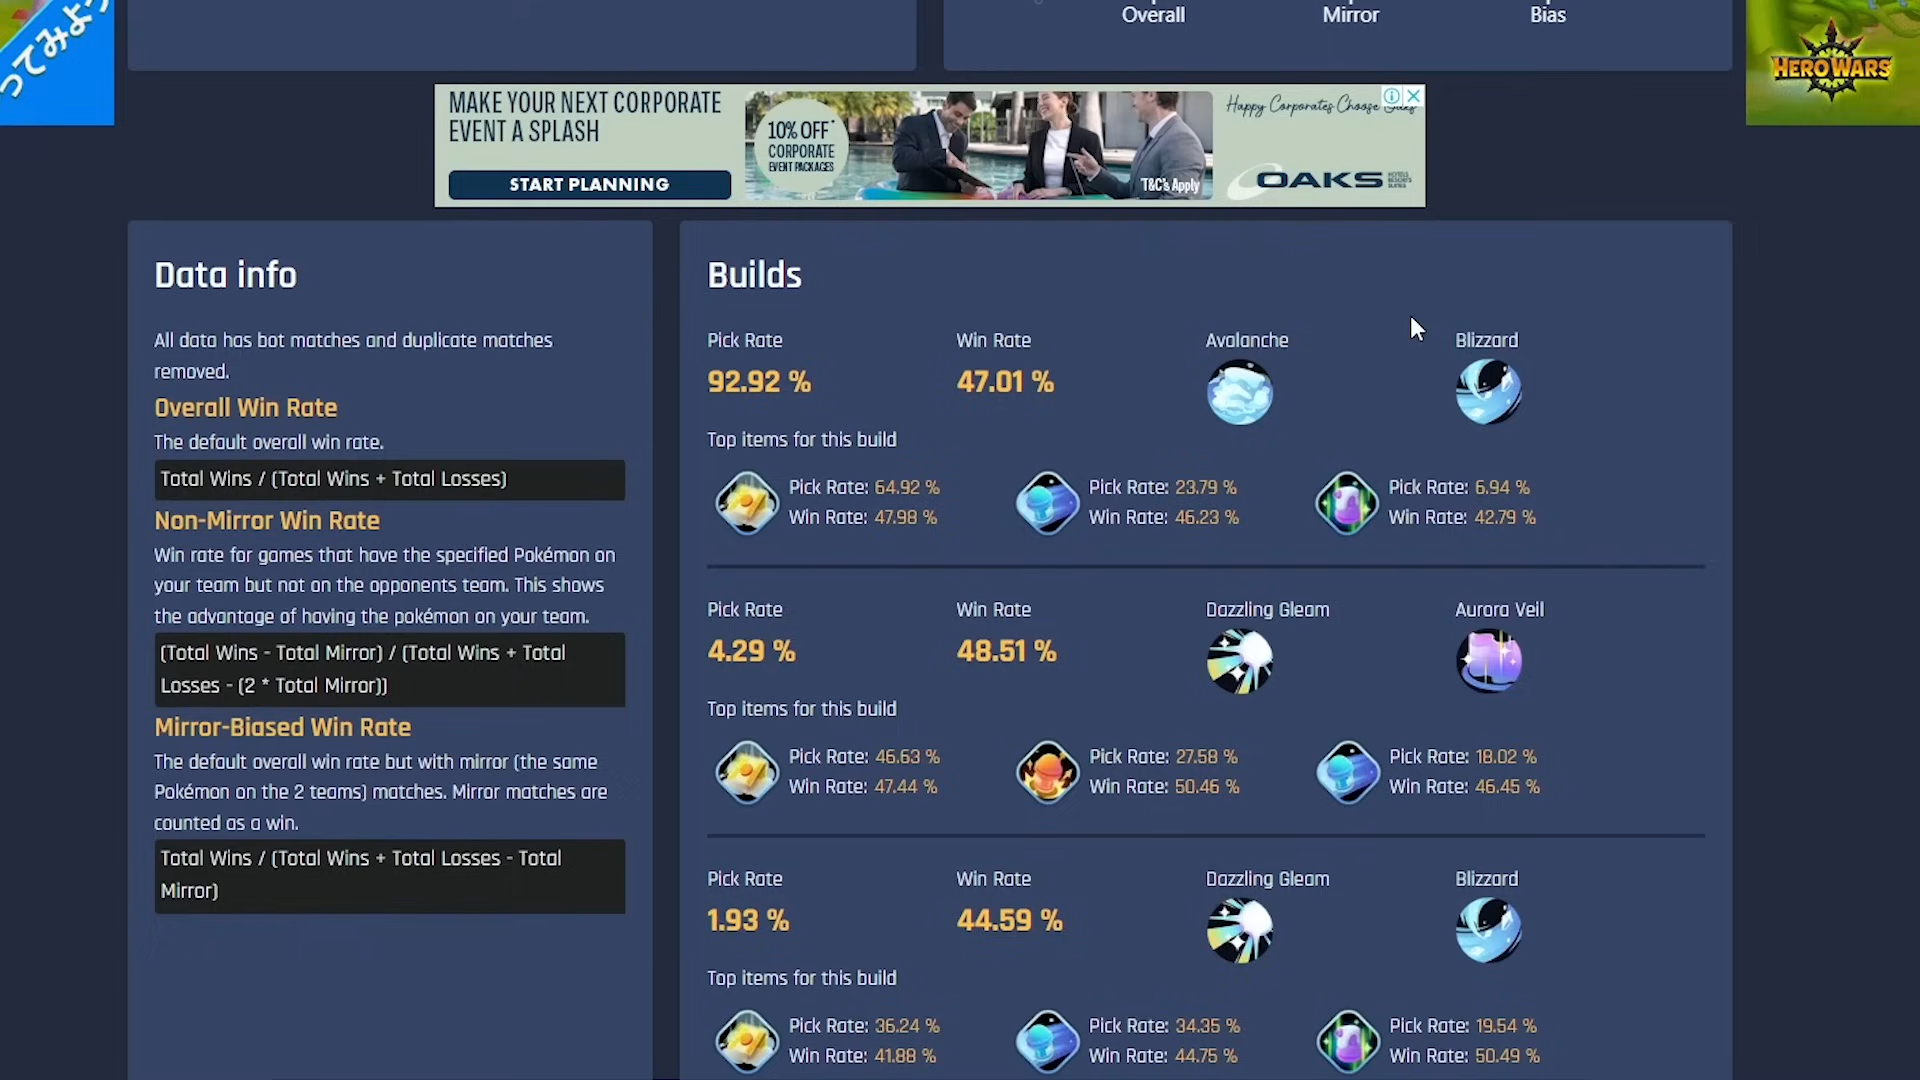 ってみよう
Overall
Mirror
Bias
HERO WARS
MAKE YOUR NEXT CORPORATE
EVENT A SPLASH
START PLANNING
10% OFF*
CORPORATE
EVENT PACKAGES
*T&C's Apply
Happy Corporates Choose Oaks
OAKS
HOTELS
RESORTS
SUITES
Data info
All data has bot matches and duplicate matches
removed.
Overall Win Rate
The default overall win rate.
Total Wins / (Total Wins + Total Losses)
Non-Mirror Win Rate
Win rate for games that have the specified Pokémon on
your team but not on the opponents team. This shows
the advantage of having the pokémon on your team.
(Total Wins - Total Mirror) / (Total Wins + Total
Losses - (2 * Total Mirror))
Mirror-Biased Win Rate
The default overall win rate but with mirror (the same
Pokémon on the 2 teams) matches. Mirror matches are
counted as a win.
Total Wins / (Total Wins + Total Losses - Total
Mirror)
Builds
Pick Rate Win Rate Avalanche Blizzard
92.92 % 47.01 %
Top items for this build
Pick Rate: 64.92 % Pick Rate: 23.79 % Pick Rate: 6.94 %
Win Rate: 47.98 % Win Rate: 46.23 % Win Rate: 42.79 %
Pick Rate Win Rate Dazzling Gleam Aurora Veil
4.29 % 48.51 %
Top items for this build
Pick Rate: 46.63 % Pick Rate: 27.58 % Pick Rate: 18.02 %
Win Rate: 47.44 % Win Rate: 50.46 % Win Rate: 46.45 %
Pick Rate Win Rate Dazzling Gleam Blizzard
1.93 % 44.59 %
Top items for this build
Pick Rate: 36.24 % Pick Rate: 34.35 % Pick Rate: 19.54 %
Win Rate: 41.88 % Win Rate: 44.75 % Win Rate: 50.49 %